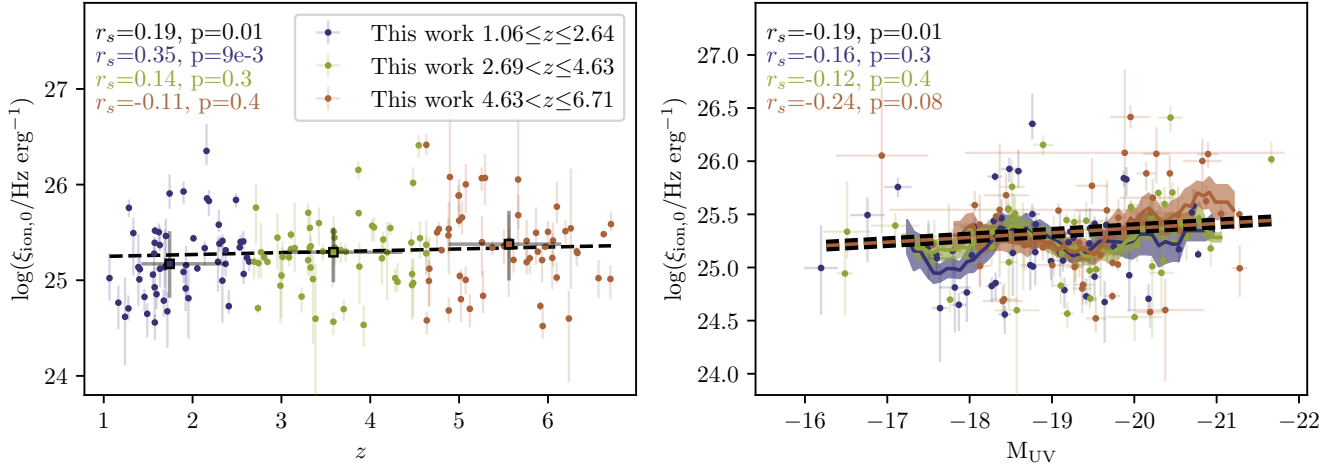 r_s=0.19, p=0.01
r_s=0.35, p=9e-3
r_s=0.14, p=0.3
r_s=-0.11, p=0.4
This work 1.06≤z≤2.64
This work 2.69<z≤4.63
This work 4.63<z≤6.71
log(ξ_ion,0/Hz erg⁻¹)
27
26
25
24
1 2 3 4 5 6
z
r_s=-0.19, p=0.01
r_s=-0.16, p=0.3
r_s=-0.12, p=0.4
r_s=-0.24, p=0.08
log(ξ_ion,0/Hz erg⁻¹)
27.0
26.5
26.0
25.5
25.0
24.5
24.0
−16 −17 −18 −19 −20 −21 −22
M_UV